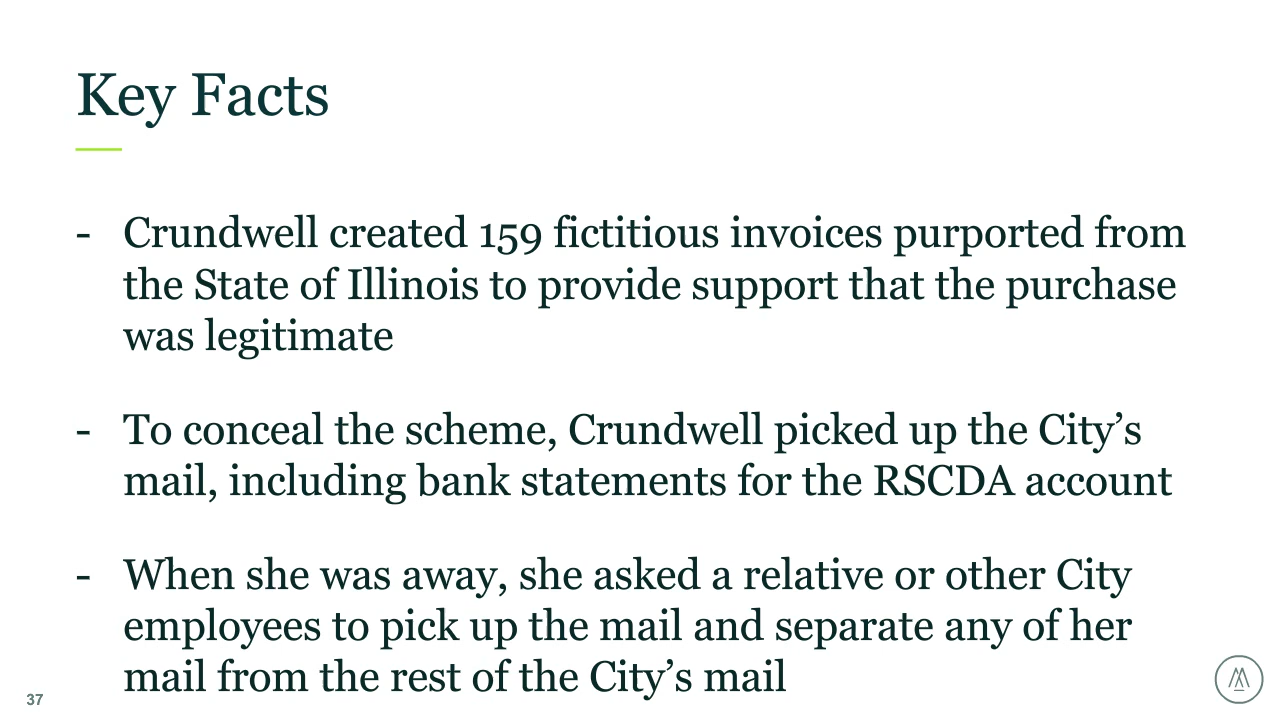 Key Facts
- Crundwell created 159 fictitious invoices purported from
the State of Illinois to provide support that the purchase
was legitimate
- To conceal the scheme, Crundwell picked up the City’s
mail, including bank statements for the RSCDA account
- When she was away, she asked a relative or other City
employees to pick up the mail and separate any of her
mail from the rest of the City’s mail
37